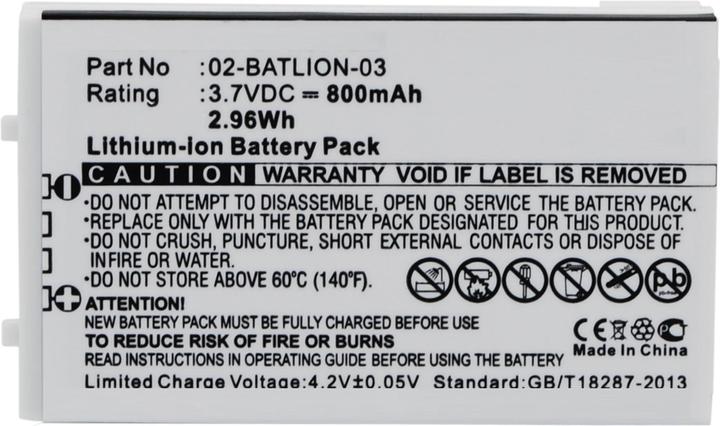 Part No :02-BATLION-03
Rating :3.7VDC ⎓ 800mAh
2.96Wh
Lithium-ion Battery Pack
CAUTION WARRANTY VOID IF LABEL IS REMOVED
•DO NOT ATTEMPT TO DISASSEMBLE, OPEN OR SERVICE THE BATTERY PACK.
•REPLACE ONLY WITH THE BATTERY PACK DESIGNATED FOR THIS PRODUCT.
•DO NOT CRUSH, PUNCTURE, SHORT EXTERNAL CONTACTS OR DISPOSE OF
IN FIRE OR WATER.
•DO NOT STORE ABOVE 60°C (140°F).
Pb
ATTENTION!
NEW BATTERY PACK MUST BE FULLY CHARGED BEFORE USE
CE
TO REDUCE RISK OF FIRE OR BURNS
Made In China
READ INSTRUCTIONS IN OPERATING GUIDE BEFORE USING THE BATTERY
Limited Charge Voltage:4.2V±0.05V Standard:GB/T18287-2013